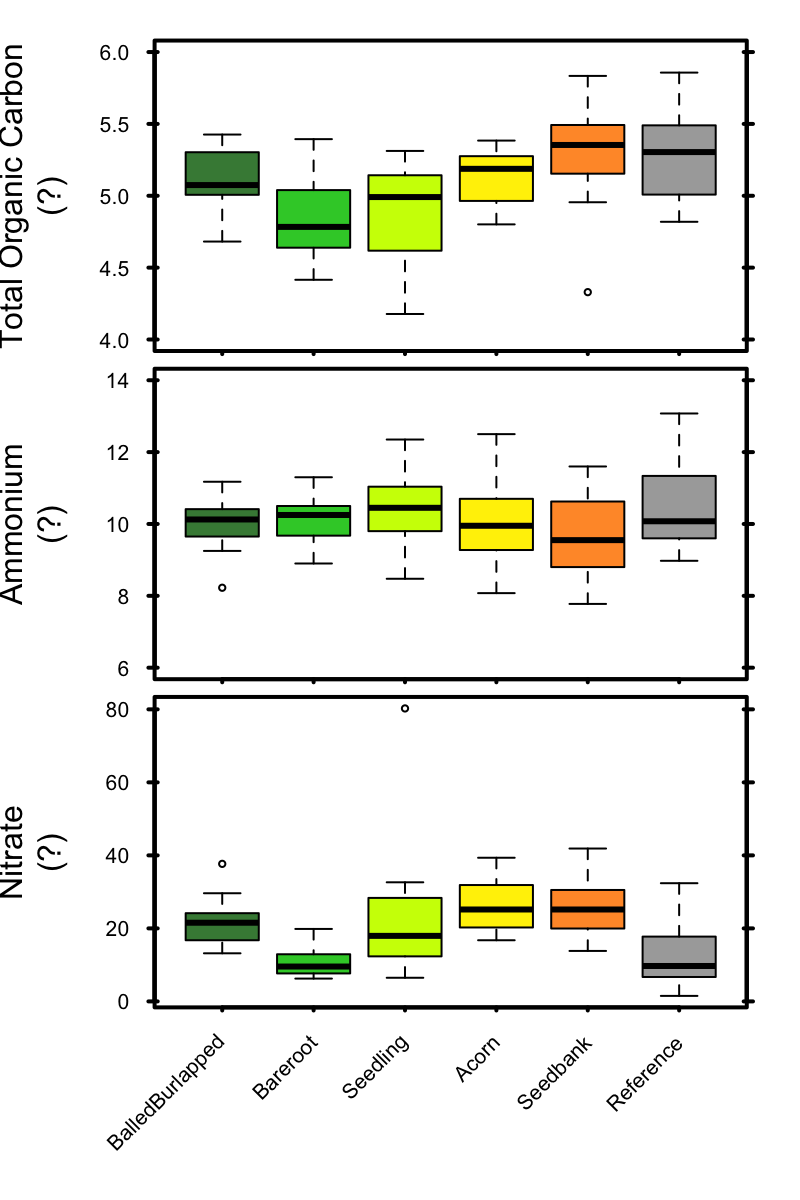 Total Organic Carbon
(?)
6.0
5.5
5.0
4.5
4.0
Ammonium
(?)
14
12
10
8
6
Nitrate
(?)
80
60
40
20
0
BalledBurlapped
Bareroot
Seedling
Acorn
Seedbank
Reference